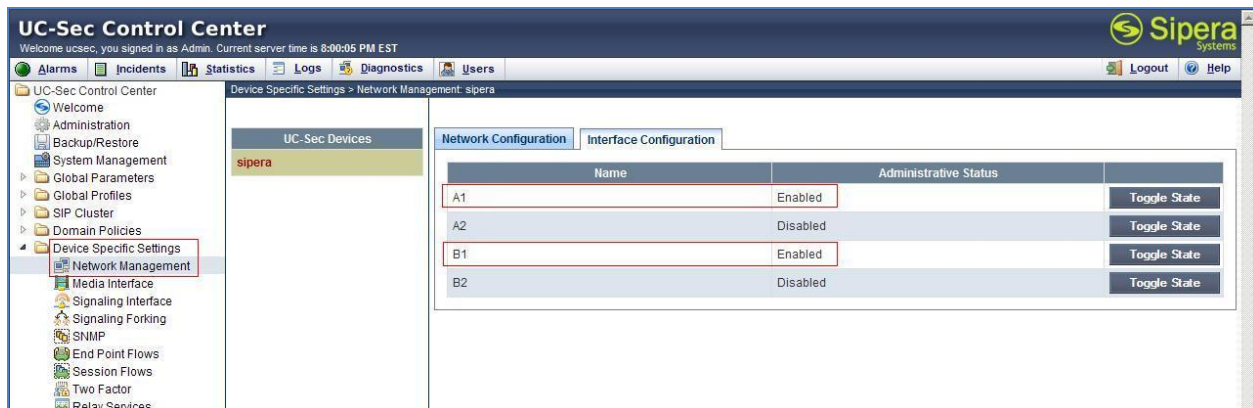 UC-Sec Control Center
Welcome ucsec, you signed in as Admin. Current server time is 8:00:05 PM EST
Sipera
Systems
Alarms Incidents Statistics Logs Diagnostics Users Logout Help
UC-Sec Control Center
Welcome
Administration
Backup/Restore
System Management
Global Parameters
Global Profiles
SIP Cluster
Domain Policies
Device Specific Settings
Network Management
Media Interface
Signaling Interface
Signaling Forking
SNMP
End Point Flows
Session Flows
Two Factor
Relay Services
Device Specific Settings > Network Management: sipera
UC-Sec Devices
sipera
Network Configuration Interface Configuration
Name Administrative Status
A1 Enabled Toggle State
A2 Disabled Toggle State
B1 Enabled Toggle State
B2 Disabled Toggle State